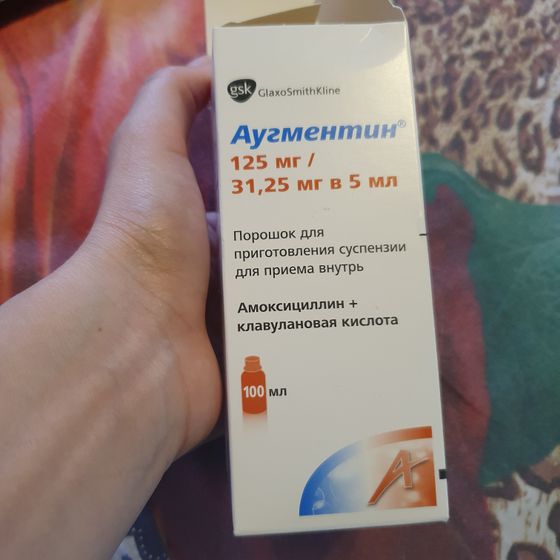 gsk GlaxoSmithKline
Аугментин®
125 мг /
31,25 мг в 5 мл
Порошок для
приготовления суспензии
для приема внутрь
Амоксициллин +
клавулановая кислота
100 мл
A